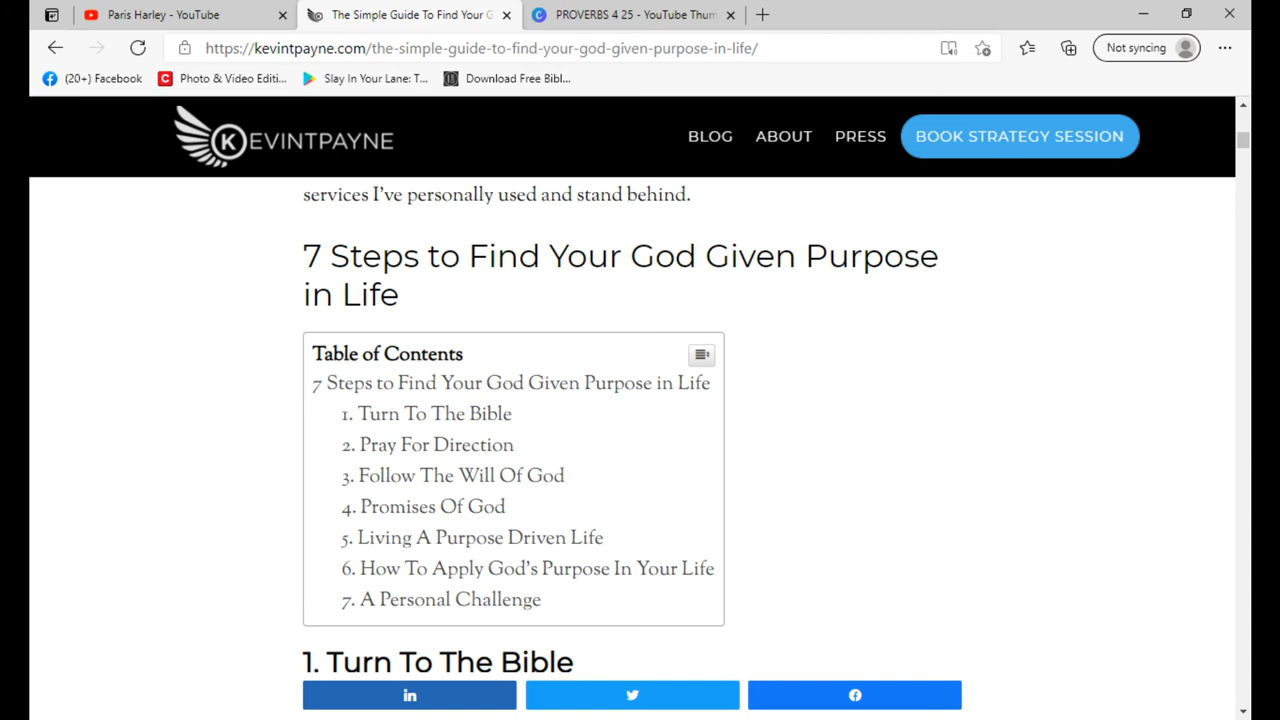 Paris Harley - YouTube
The Simple Guide To Find Your G
PROVERBS 4 25 - YouTube Thum
https://kevintpayne.com/the-simple-guide-to-find-your-god-given-purpose-in-life/
Not syncing
(20+) Facebook
Photo & Video Editi...
Slay In Your Lane: T...
Download Free Bibl...
KEVINTPAYNE
BLOG
ABOUT
PRESS
BOOK STRATEGY SESSION
services I’ve personally used and stand behind.
7 Steps to Find Your God Given Purpose
in Life
Table of Contents
7 Steps to Find Your God Given Purpose in Life
1. Turn To The Bible
2. Pray For Direction
3. Follow The Will Of God
4. Promises Of God
5. Living A Purpose Driven Life
6. How To Apply God’s Purpose In Your Life
7. A Personal Challenge
1. Turn To The Bible